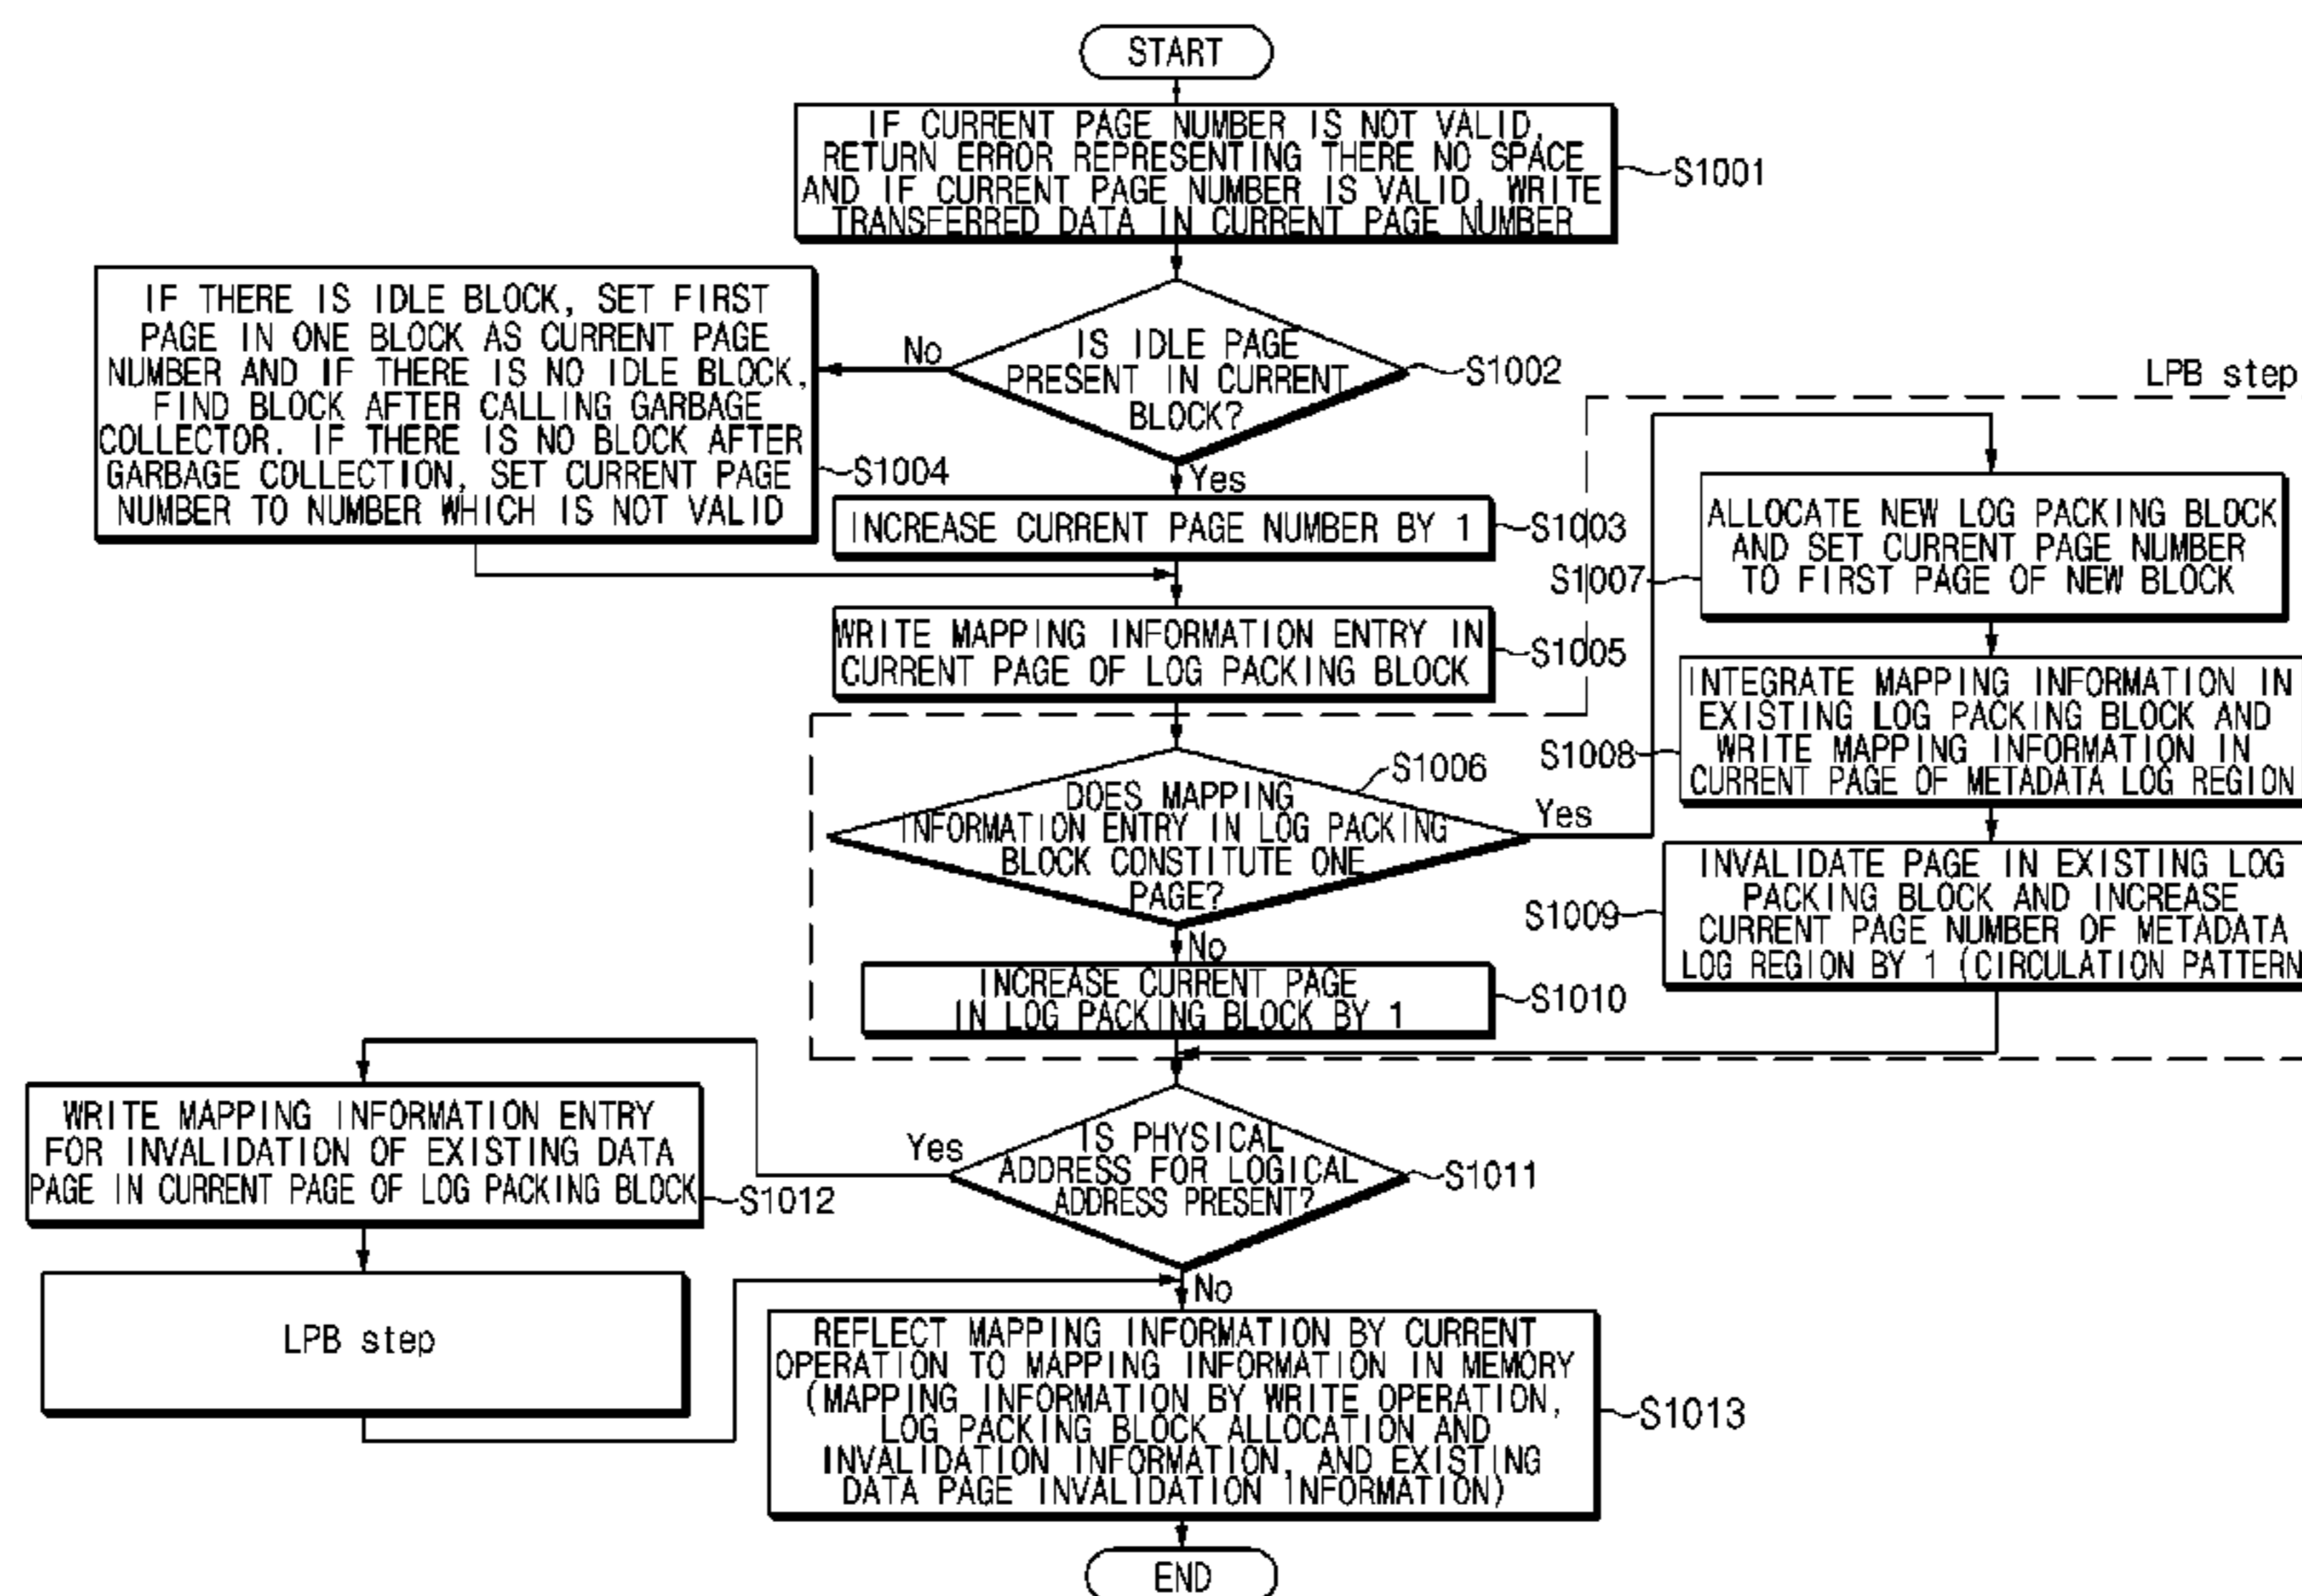 START
IF CURRENT PAGE NUMBER IS NOT VALID,
RETURN ERROR REPRESENTING THERE NO SPACE
AND IF CURRENT PAGE NUMBER IS VALID, WRITE
TRANSFERRED DATA IN CURRENT PAGE NUMBER
S1001
IS IDLE PAGE
PRESENT IN CURRENT
BLOCK?
S1002
No
Yes
IF THERE IS IDLE BLOCK, SET FIRST
PAGE IN ONE BLOCK AS CURRENT PAGE
NUMBER AND IF THERE IS NO IDLE BLOCK,
FIND BLOCK AFTER CALLING GARBAGE
COLLECTOR. IF THERE IS NO BLOCK AFTER
GARBAGE COLLECTION, SET CURRENT PAGE
NUMBER TO NUMBER WHICH IS NOT VALID
S1004
INCREASE CURRENT PAGE NUMBER BY 1
S1003
WRITE MAPPING INFORMATION ENTRY IN
CURRENT PAGE OF LOG PACKING BLOCK
S1005
LPB step
DOES MAPPING
INFORMATION ENTRY IN LOG PACKING
BLOCK CONSTITUTE ONE
PAGE?
S1006
Yes
No
ALLOCATE NEW LOG PACKING BLOCK
AND SET CURRENT PAGE NUMBER
TO FIRST PAGE OF NEW BLOCK
S1007
INTEGRATE MAPPING INFORMATION IN
EXISTING LOG PACKING BLOCK AND
WRITE MAPPING INFORMATION IN
CURRENT PAGE OF METADATA LOG REGION
S1008
INVALIDATE PAGE IN EXISTING LOG
PACKING BLOCK AND INCREASE
CURRENT PAGE NUMBER OF METADATA
LOG REGION BY 1 (CIRCULATION PATTERN
S1009
INCREASE CURRENT PAGE
IN LOG PACKING BLOCK BY 1
S1010
IS PHYSICAL
ADDRESS FOR LOGICAL
ADDRESS PRESENT?
S1011
Yes
No
WRITE MAPPING INFORMATION ENTRY
FOR INVALIDATION OF EXISTING DATA
PAGE IN CURRENT PAGE OF LOG PACKING BLOCK
S1012
LPB step
REFLECT MAPPING INFORMATION BY CURRENT
OPERATION TO MAPPING INFORMATION IN MEMORY
(MAPPING INFORMATION BY WRITE OPERATION,
LOG PACKING BLOCK ALLOCATION AND
INVALIDATION INFORMATION, AND EXISTING
DATA PAGE INVALIDATION INFORMATION)
S1013
END